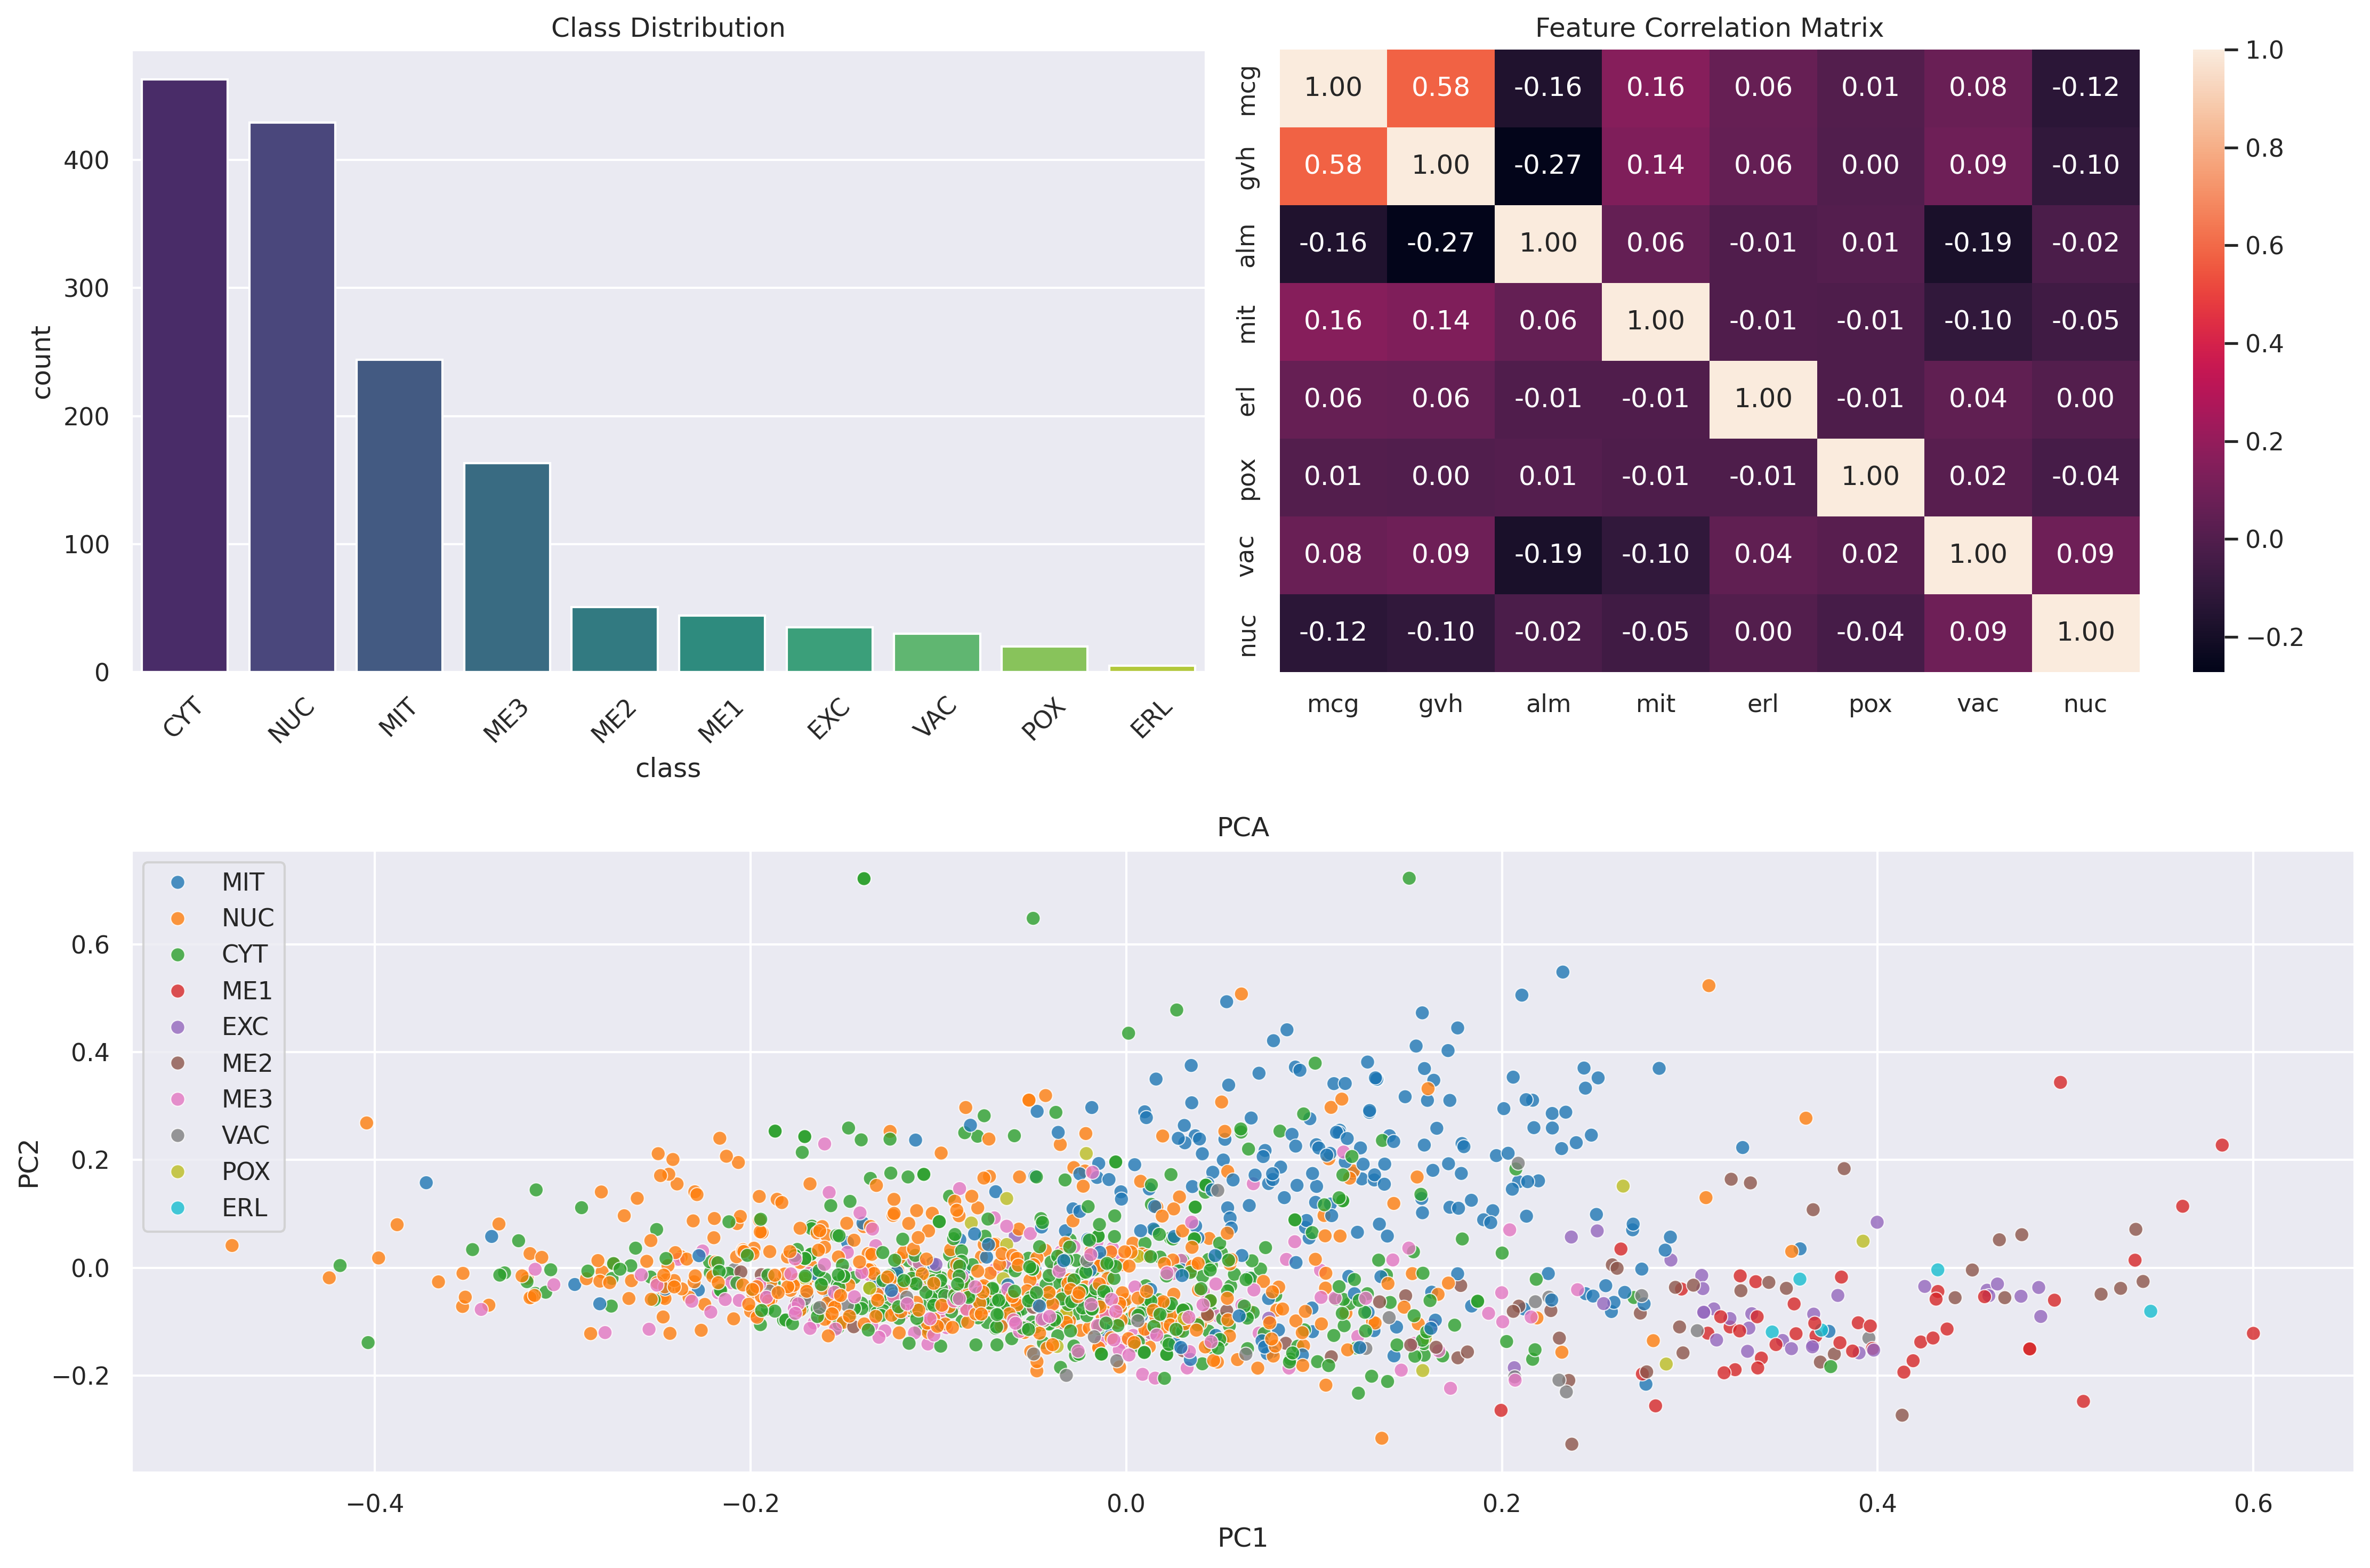 Class Distribution
count
400
300
200
100
0
CYT NUC MIT ME3 ME2 ME1 EXC VAC POX ERL
class
Feature Correlation Matrix
mcg 1.00 0.58 -0.16 0.16 0.06 0.01 0.08 -0.12
gvh 0.58 1.00 -0.27 0.14 0.06 0.00 0.09 -0.10
alm -0.16 -0.27 1.00 0.06 -0.01 0.01 -0.19 -0.02
mit 0.16 0.14 0.06 1.00 -0.01 -0.01 -0.10 -0.05
erl 0.06 0.06 -0.01 -0.01 1.00 -0.01 0.04 0.00
pox 0.01 0.00 0.01 -0.01 -0.01 1.00 0.02 -0.04
vac 0.08 0.09 -0.19 -0.10 0.04 0.02 1.00 0.09
nuc -0.12 -0.10 -0.02 -0.05 0.00 -0.04 0.09 1.00
mcg gvh alm mit erl pox vac nuc
1.0
0.8
0.6
0.4
0.2
0.0
−0.2
PCA
MIT
NUC
CYT
ME1
EXC
ME2
ME3
VAC
POX
ERL
PC2
0.6
0.4
0.2
0.0
−0.2
−0.4 −0.2 0.0 0.2 0.4 0.6
PC1